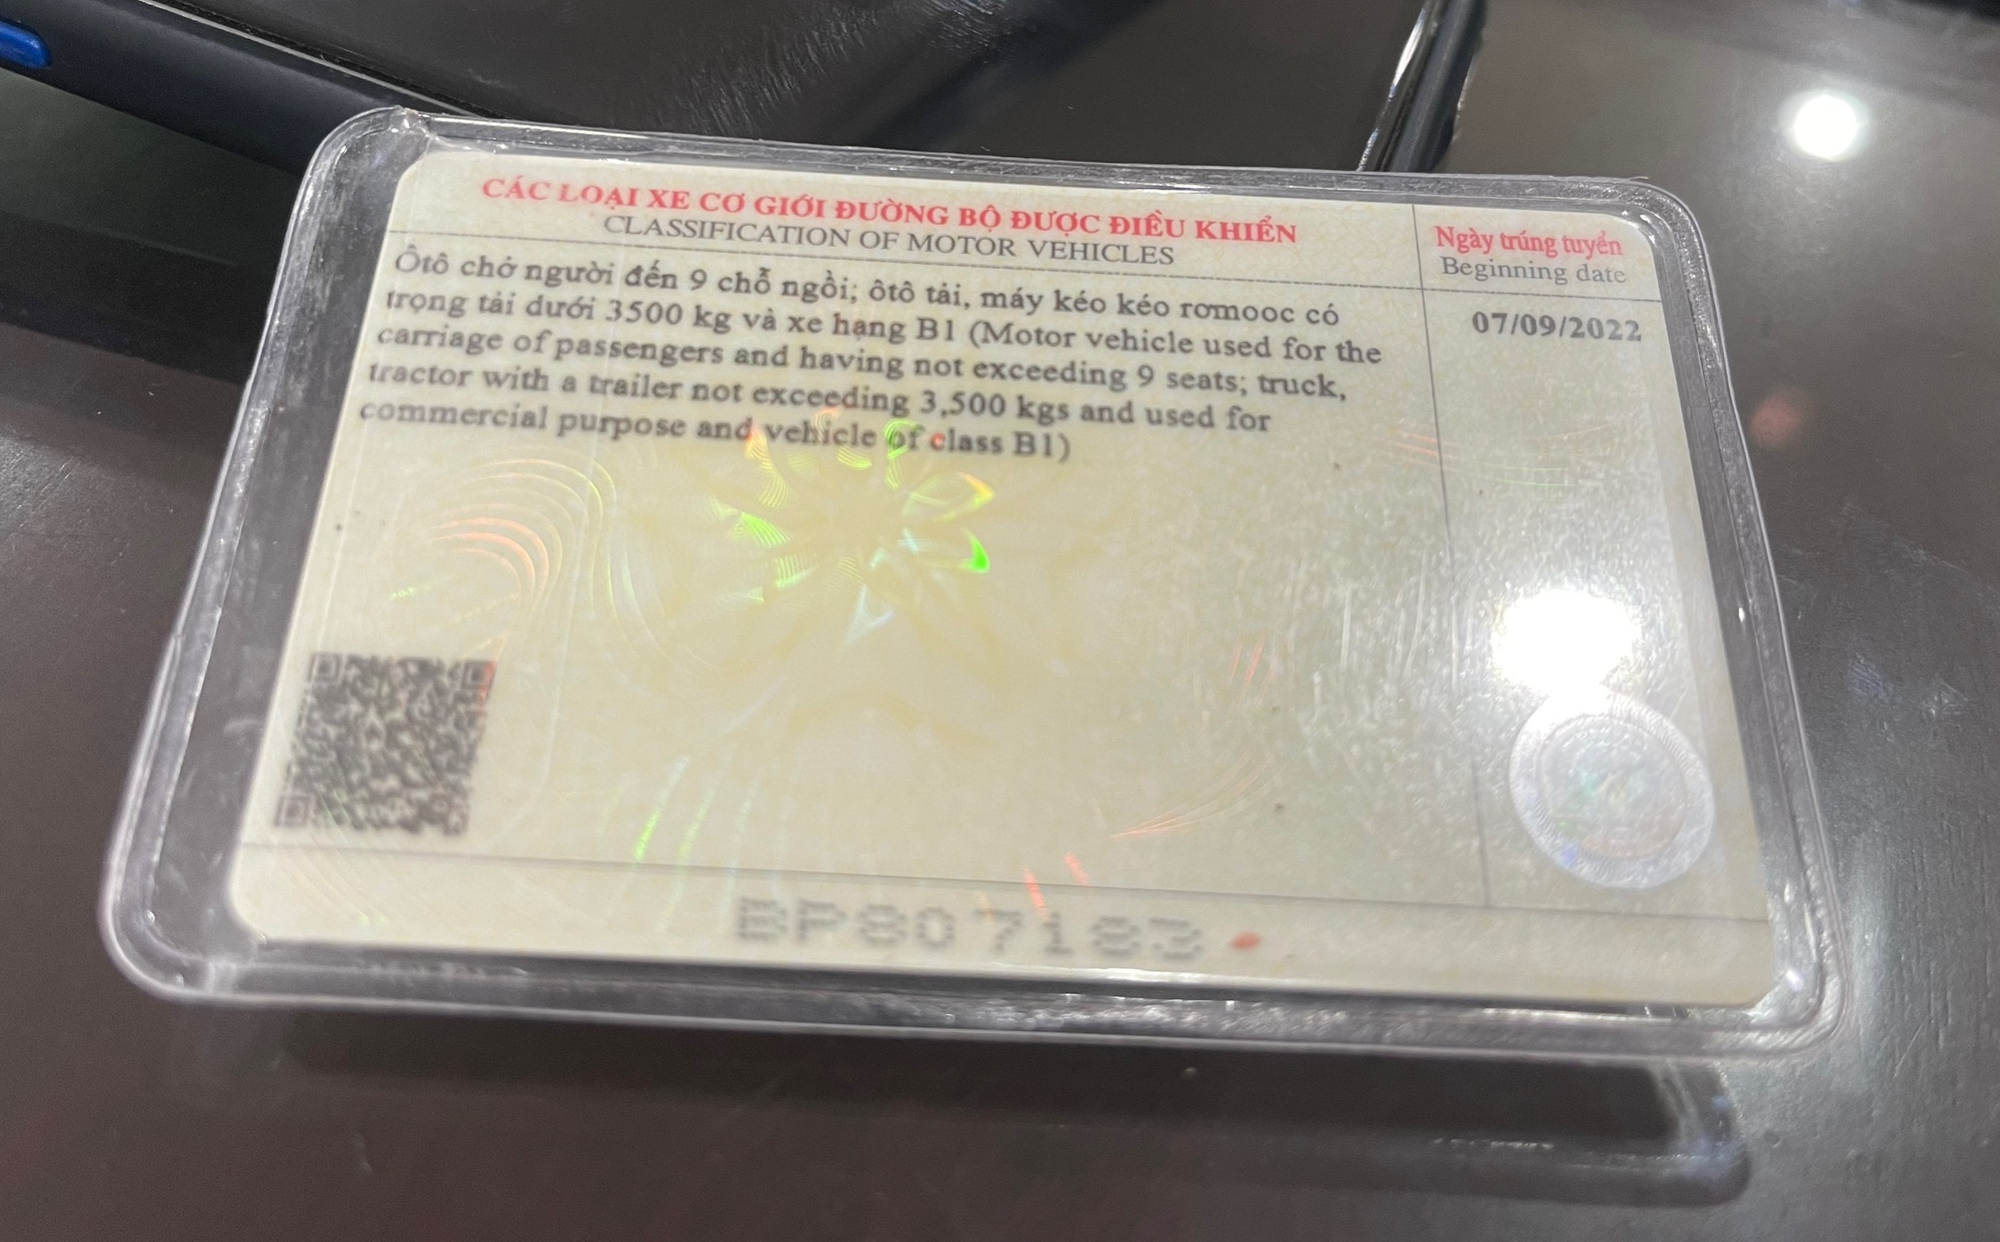 CÁC LOẠI XE CƠ GIỚI ĐƯỜNG BỘ ĐƯỢC ĐIỀU KHIỂN
CLASSIFICATION OF MOTOR VEHICLES
Ngày trúng tuyển
Beginning date
Ôtô chở người đến 9 chỗ ngồi; ôtô tải, máy kéo kéo rơmooc có
trọng tải dưới 3500 kg và xe hạng B1 (Motor vehicle used for the
carriage of passengers and having not exceeding 9 seats; truck,
tractor with a trailer not exceeding 3,500 kgs and used for
commercial purpose and vehicle of class B1)
07/09/2022